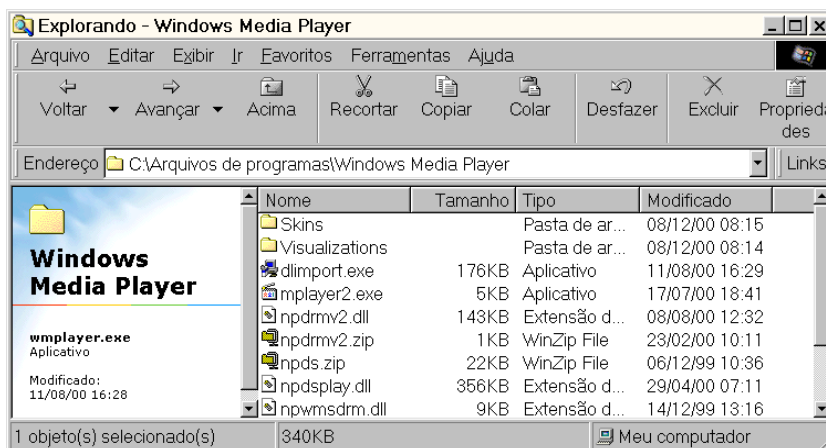 Explorando - Windows Media Player
Arquivo Editar Exibir Ir Favoritos Ferramentas Ajuda
Voltar Avançar Acima Recortar Copiar Colar Desfazer Excluir Proprieda
des
Endereço C:\Arquivos de programas\Windows Media Player Links
Windows
Media Player
wmplayer.exe
Aplicativo
Modificado:
11/08/00 16:28
Nome Tamanho Tipo Modificado
Skins Pasta de ar... 08/12/00 08:15
Visualizations Pasta de ar... 08/12/00 08:14
dlimport.exe 176KB Aplicativo 11/08/00 16:29
mplayer2.exe 5KB Aplicativo 17/07/00 18:41
npdrmv2.dll 143KB Extensão d... 08/08/00 12:32
npdrmv2.zip 1KB WinZip File 23/02/00 10:11
npds.zip 22KB WinZip File 06/12/99 10:36
npdsplay.dll 356KB Extensão d... 29/04/00 07:11
npwmsdrm.dll 9KB Extensão d... 14/12/99 13:16
1 objeto(s) selecionado(s) 340KB Meu computador